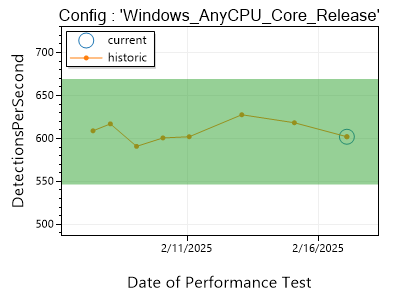 Config : 'Windows_AnyCPU_Core_Release'
current
historic
DetectionsPerSecond
700
650
600
550
500
2/11/2025
2/16/2025
Date of Performance Test